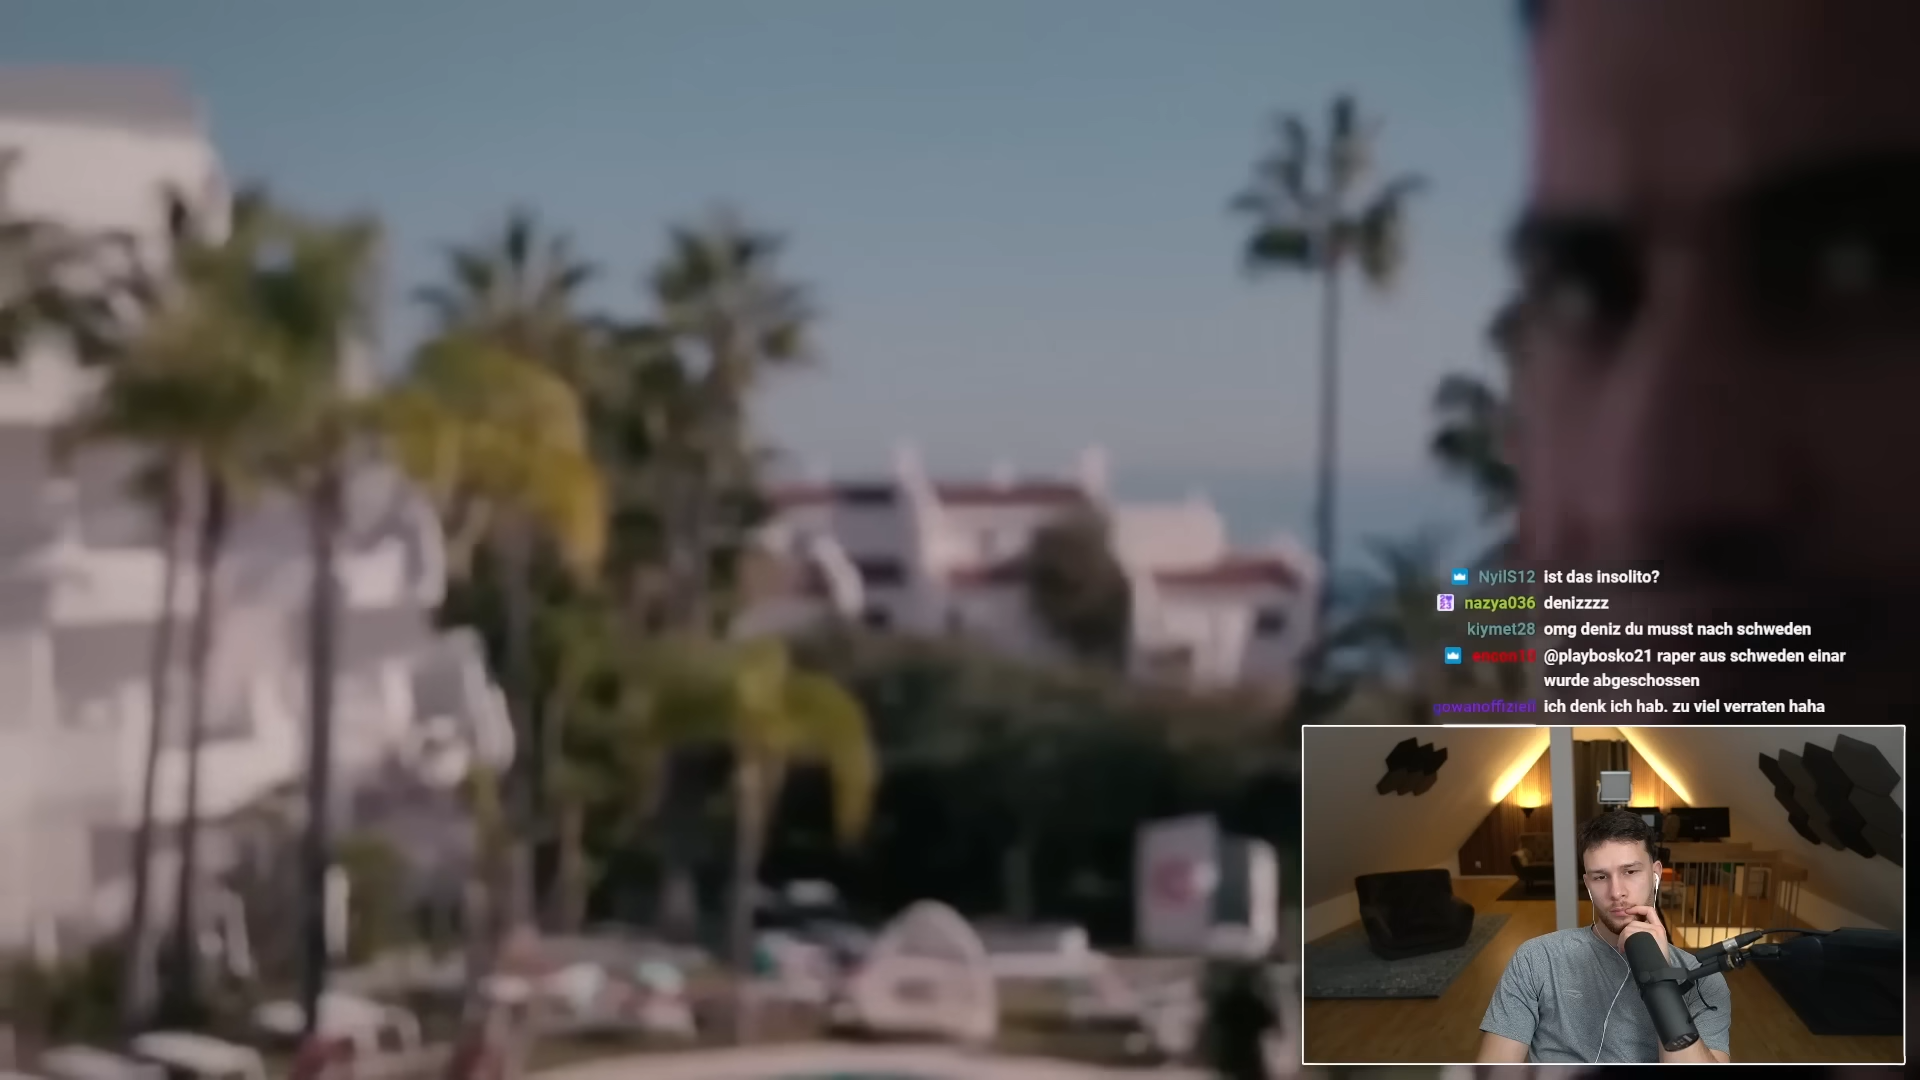 NyilS12 ist das insolito?
nazya036 denizzzz
kiymet28 omg deniz du musst nach schweden
@playbosko21 raper aus schweden einar
wurde abgeschossen
gowanoffiziell ich denk ich hab. zu viel verraten haha